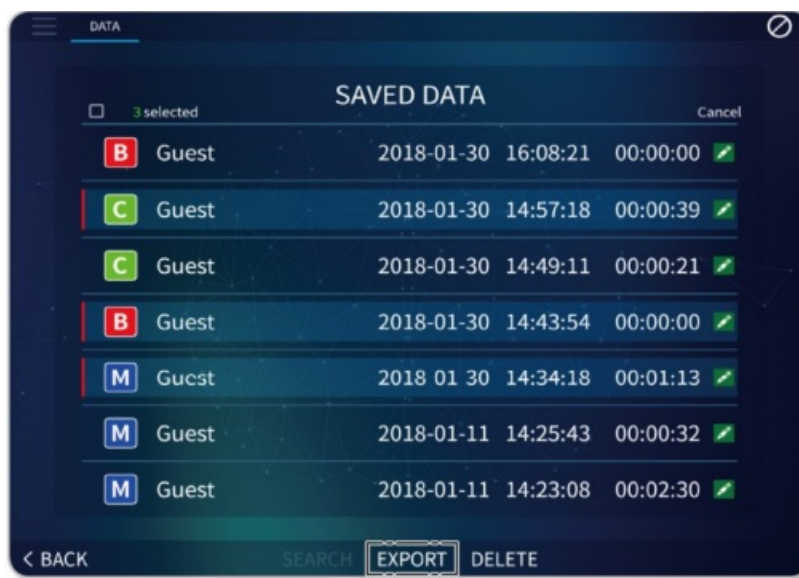 DATA
SAVED DATA
3 selected Cancel
B Guest 2018-01-30 16:08:21 00:00:00
C Guest 2018-01-30 14:57:18 00:00:39
C Guest 2018-01-30 14:49:11 00:00:21
B Guest 2018-01-30 14:43:54 00:00:00
M Guest 2018 01 30 14:34:18 00:01:13
M Guest 2018-01-11 14:25:43 00:00:32
M Guest 2018-01-11 14:23:08 00:02:30
< BACK SEARCH EXPORT DELETE